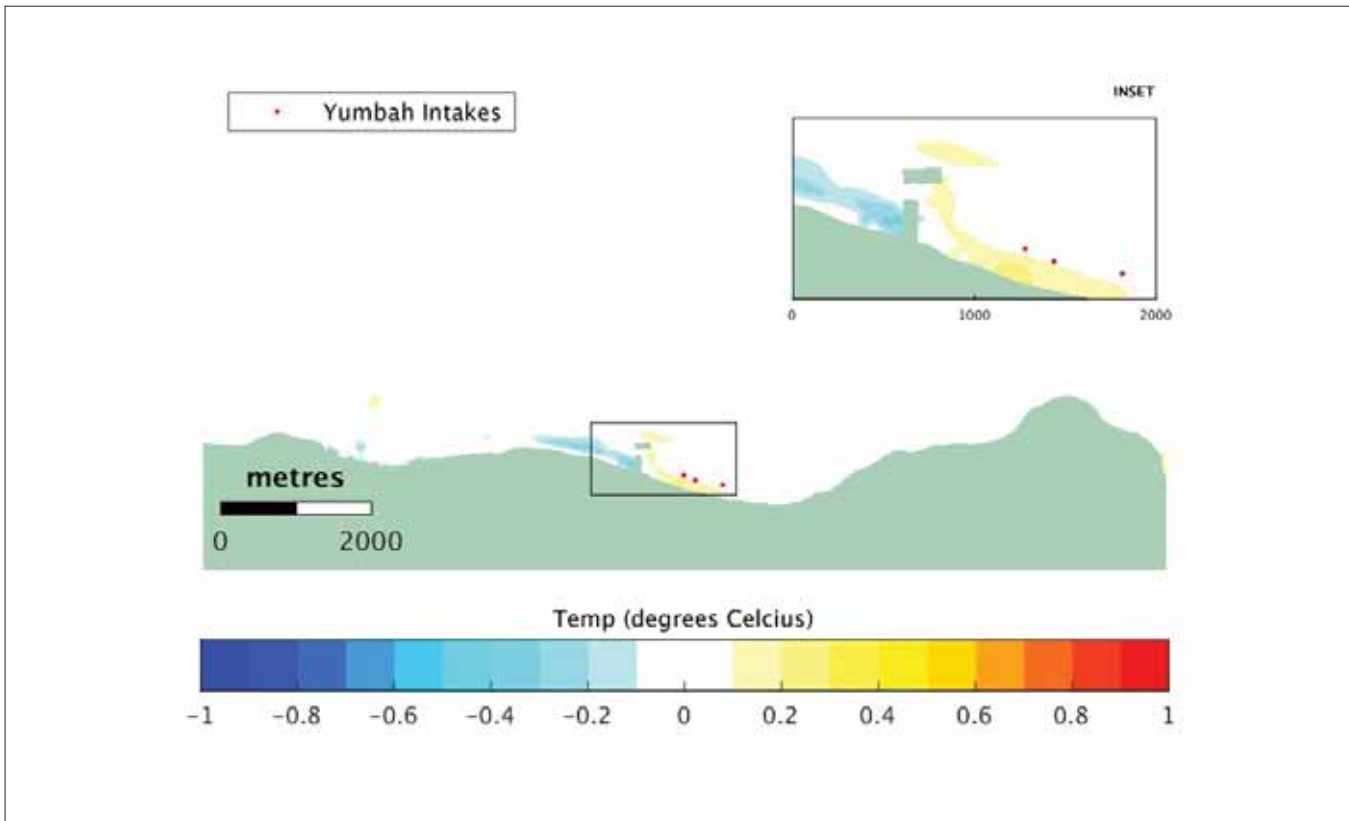 Yumbah Intakes
INSET
0 1000 2000
metres
0 2000
Temp (degrees Celcius)
−1 −0.8 −0.6 −0.4 −0.2 0 0.2 0.4 0.6 0.8 1